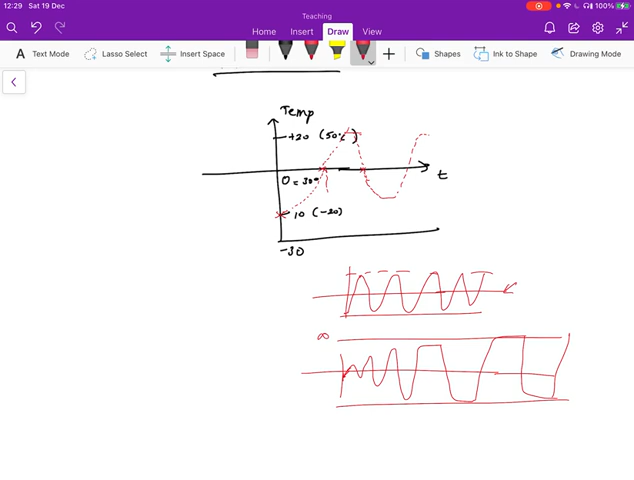 12:29 Sat 19 Dec
100%
Teaching
Home Insert Draw View
A Text Mode Lasso Select Insert Space Shapes Ink to Shape Drawing Mode
Temp
+20 (50°C)
0 = 30°
t
10 (-20)
-30
∞